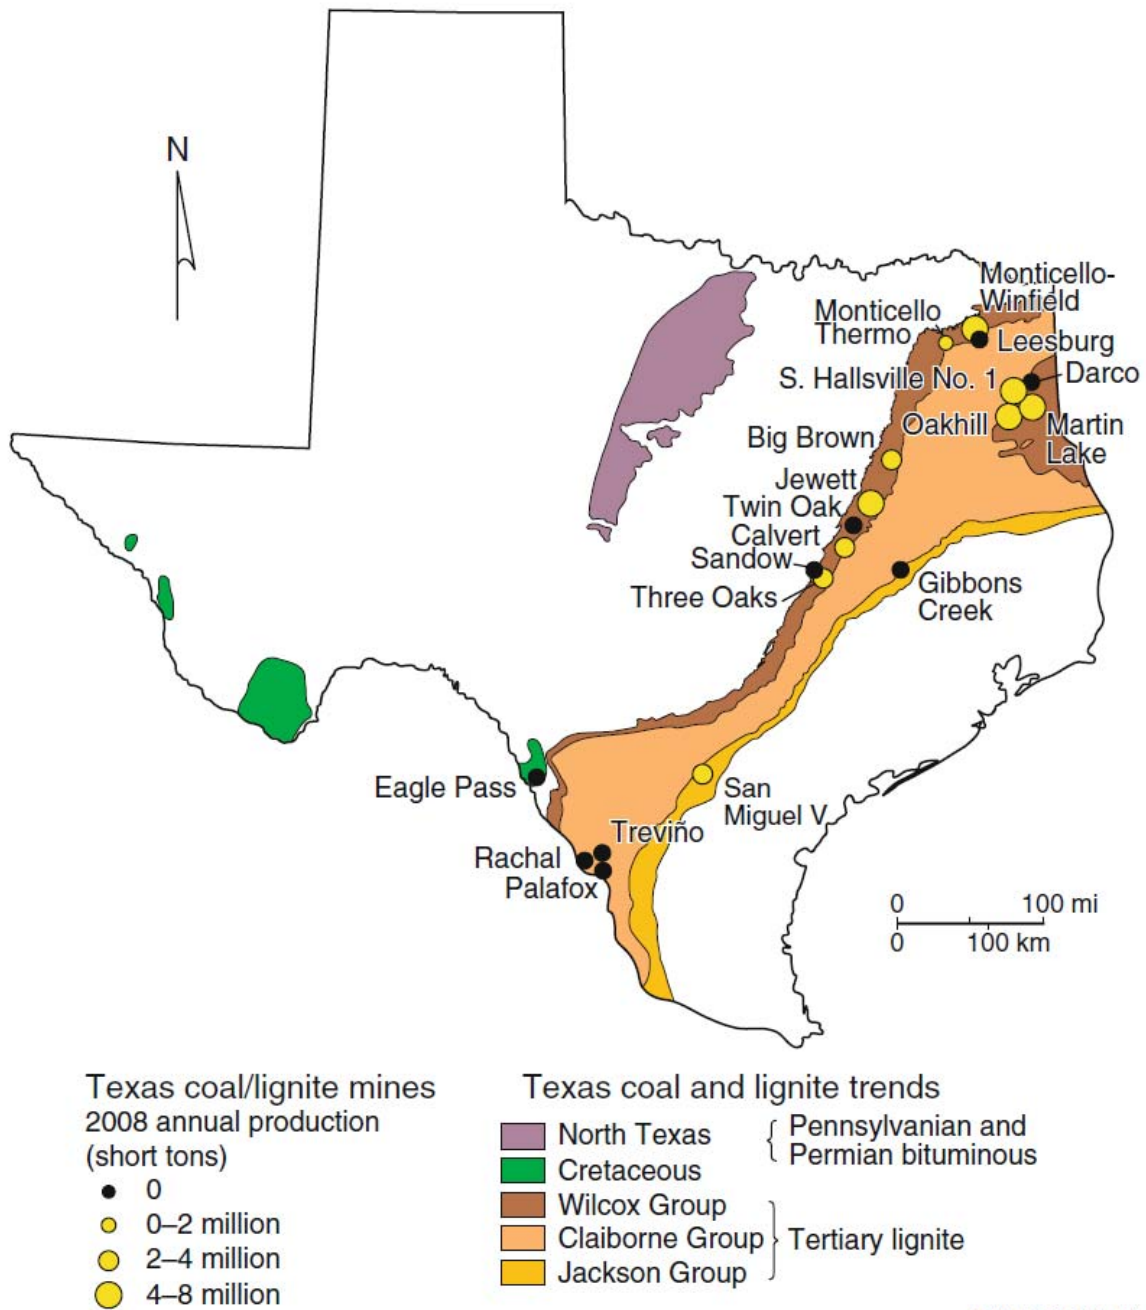 N
Monticello-
Winfield
Monticello
Thermo
Leesburg
S. Hallsville No. 1
Darco
Oakhill
Martin
Lake
Big Brown
Jewett
Twin Oak
Calvert
Sandow
Three Oaks
Gibbons
Creek
Eagle Pass
San
Miguel V
Treviño
Rachal
Palafox
0 100 mi
0 100 km
Texas coal/lignite mines
2008 annual production
(short tons)
0
0–2 million
2–4 million
4–8 million
Texas coal and lignite trends
North Texas
Pennsylvanian and
Permian bituminous
Cretaceous
Wilcox Group
Claiborne Group
Jackson Group
Tertiary lignite